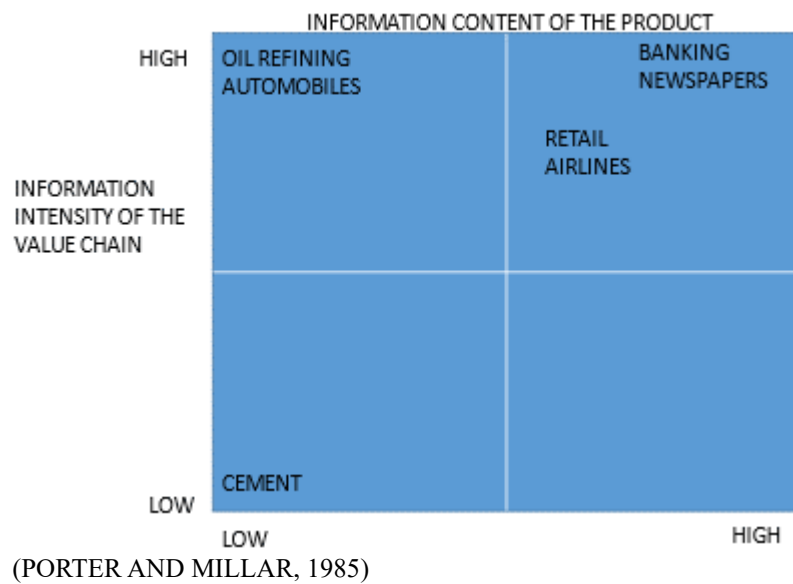 INFORMATION CONTENT OF THE PRODUCT
HIGH
OIL REFINING
AUTOMOBILES
BANKING
NEWSPAPERS
RETAIL
AIRLINES
INFORMATION
INTENSITY OF THE
VALUE CHAIN
CEMENT
LOW
LOW
HIGH
(PORTER AND MILLAR, 1985)